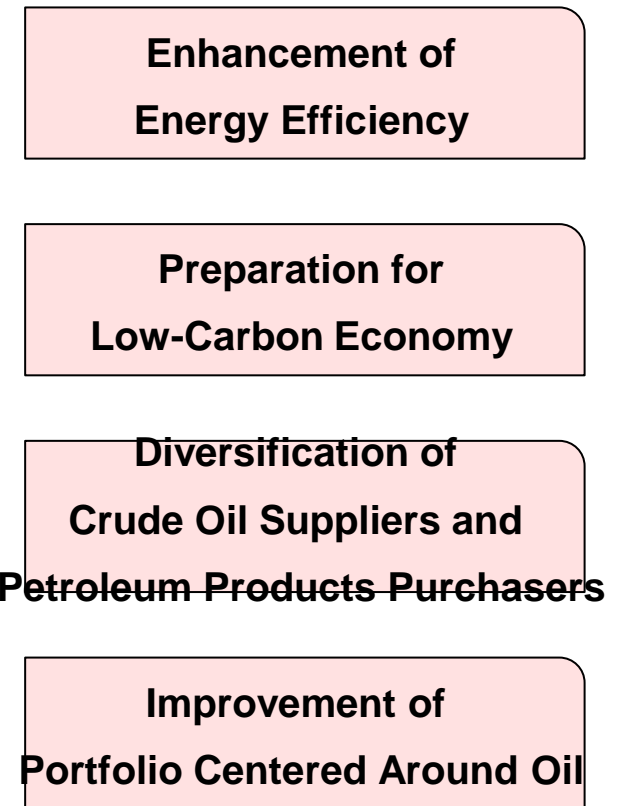 Enhancement of
Energy Efficiency
Preparation for
Low-Carbon Economy
Diversification of
Crude Oil Suppliers and
Petroleum Products Purchasers
Improvement of
Portfolio Centered Around Oil